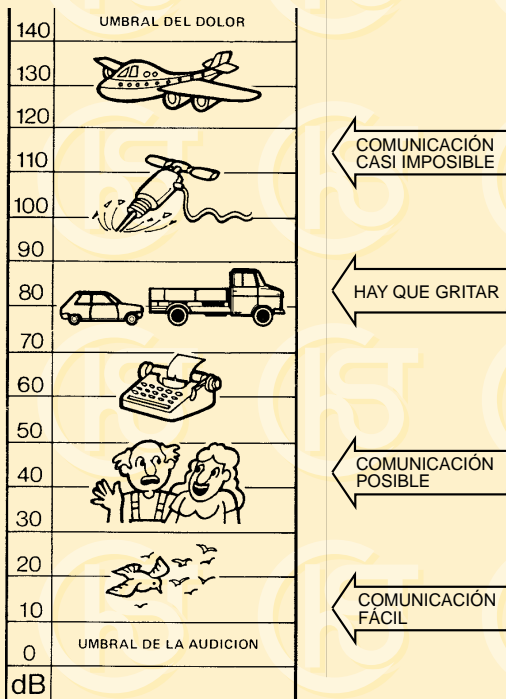 140
UMBRAL DEL DOLOR
130
120
COMUNICACIÓN
CASI IMPOSIBLE
110
100
90
HAY QUE GRITAR
80
70
60
50
COMUNICACIÓN
POSIBLE
40
30
20
COMUNICACIÓN
FÁCIL
10
UMBRAL DE LA AUDICION
0
dB